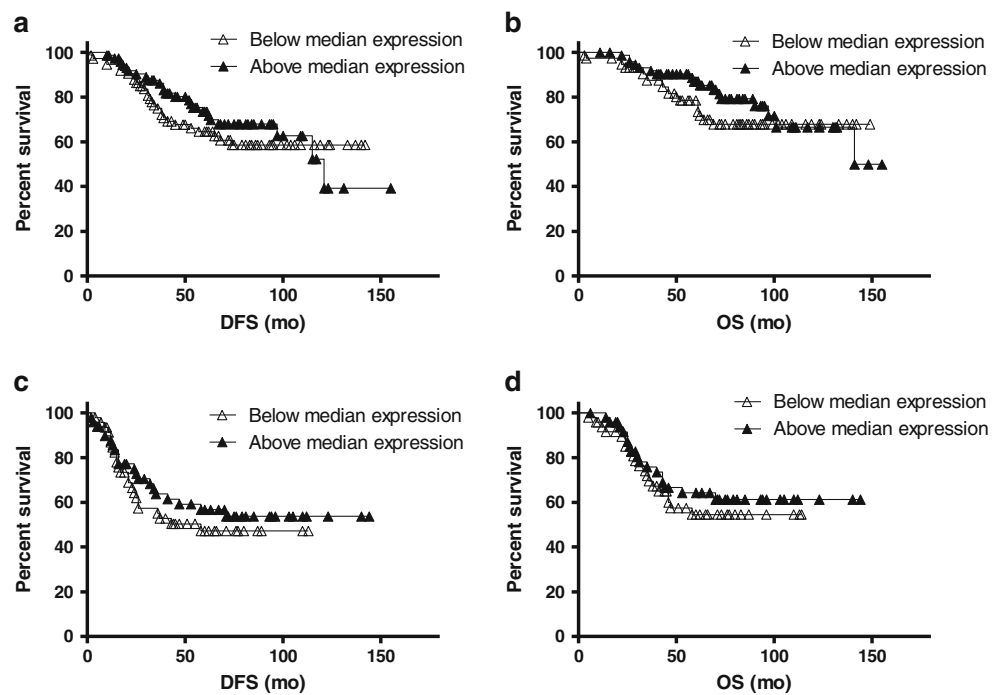 a
Below median expression
Above median expression
Percent survival
100
80
60
40
20
0
0 50 100 150
DFS (mo)
b
Below median expression
Above median expression
Percent survival
100
80
60
40
20
0
0 50 100 150
OS (mo)
c
Below median expression
Above median expression
Percent survival
100
80
60
40
20
0
0 50 100 150
DFS (mo)
d
Below median expression
Above median expression
Percent survival
100
80
60
40
20
0
0 50 100 150
OS (mo)